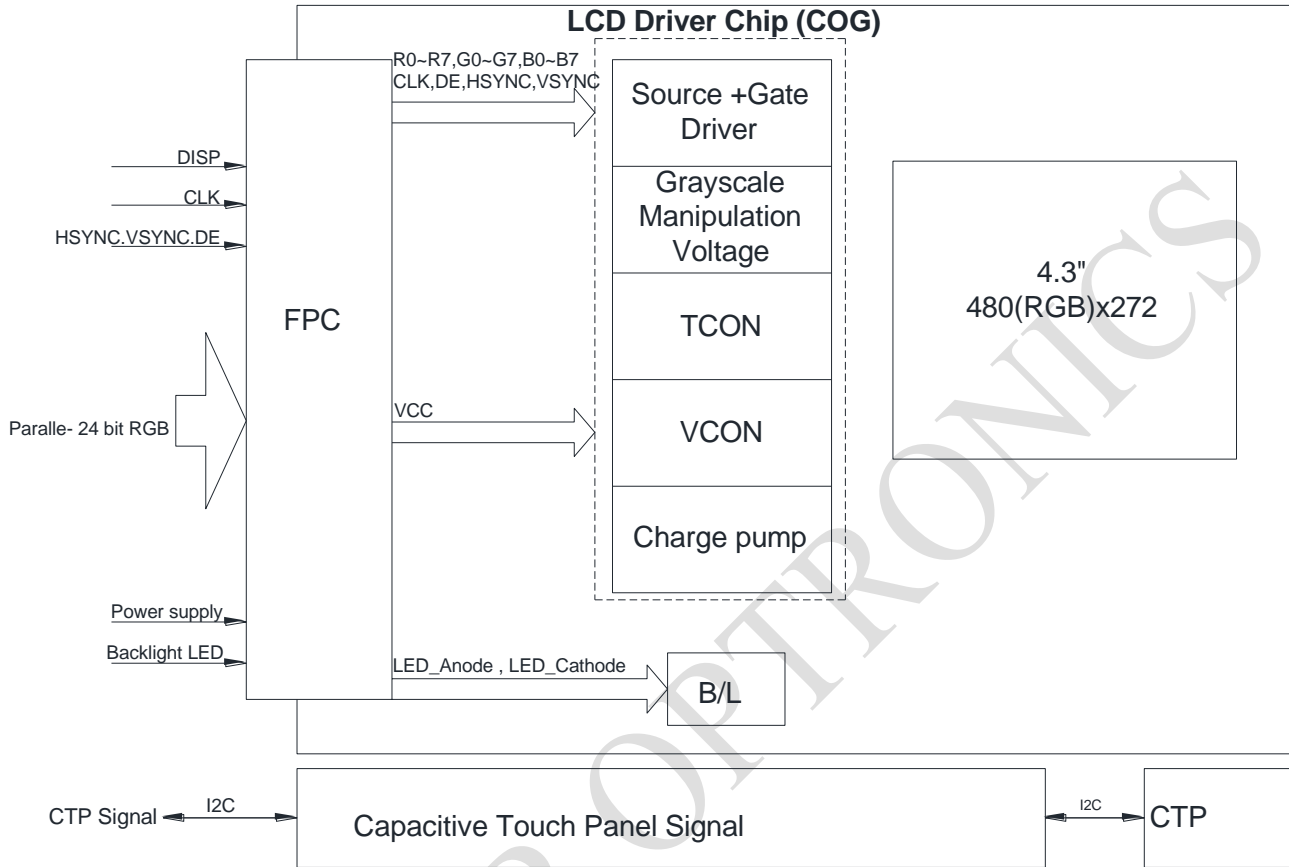 LCD Driver Chip (COG)
R0~R7,G0~G7,B0~B7
CLK,DE,HSYNC,VSYNC
Source +Gate
Driver
DISP
Grayscale
Manipulation
Voltage
CLK
HSYNC.VSYNC.DE
4.3"
480(RGB)x272
FPC
TCON
VCC
Paralle- 24 bit RGB
VCON
Charge pump
Power supply
Backlight LED
LED_Anode , LED_Cathode
B/L
CTP Signal
I2C
Capacitive Touch Panel Signal
I2C
CTP
OPTRONICS